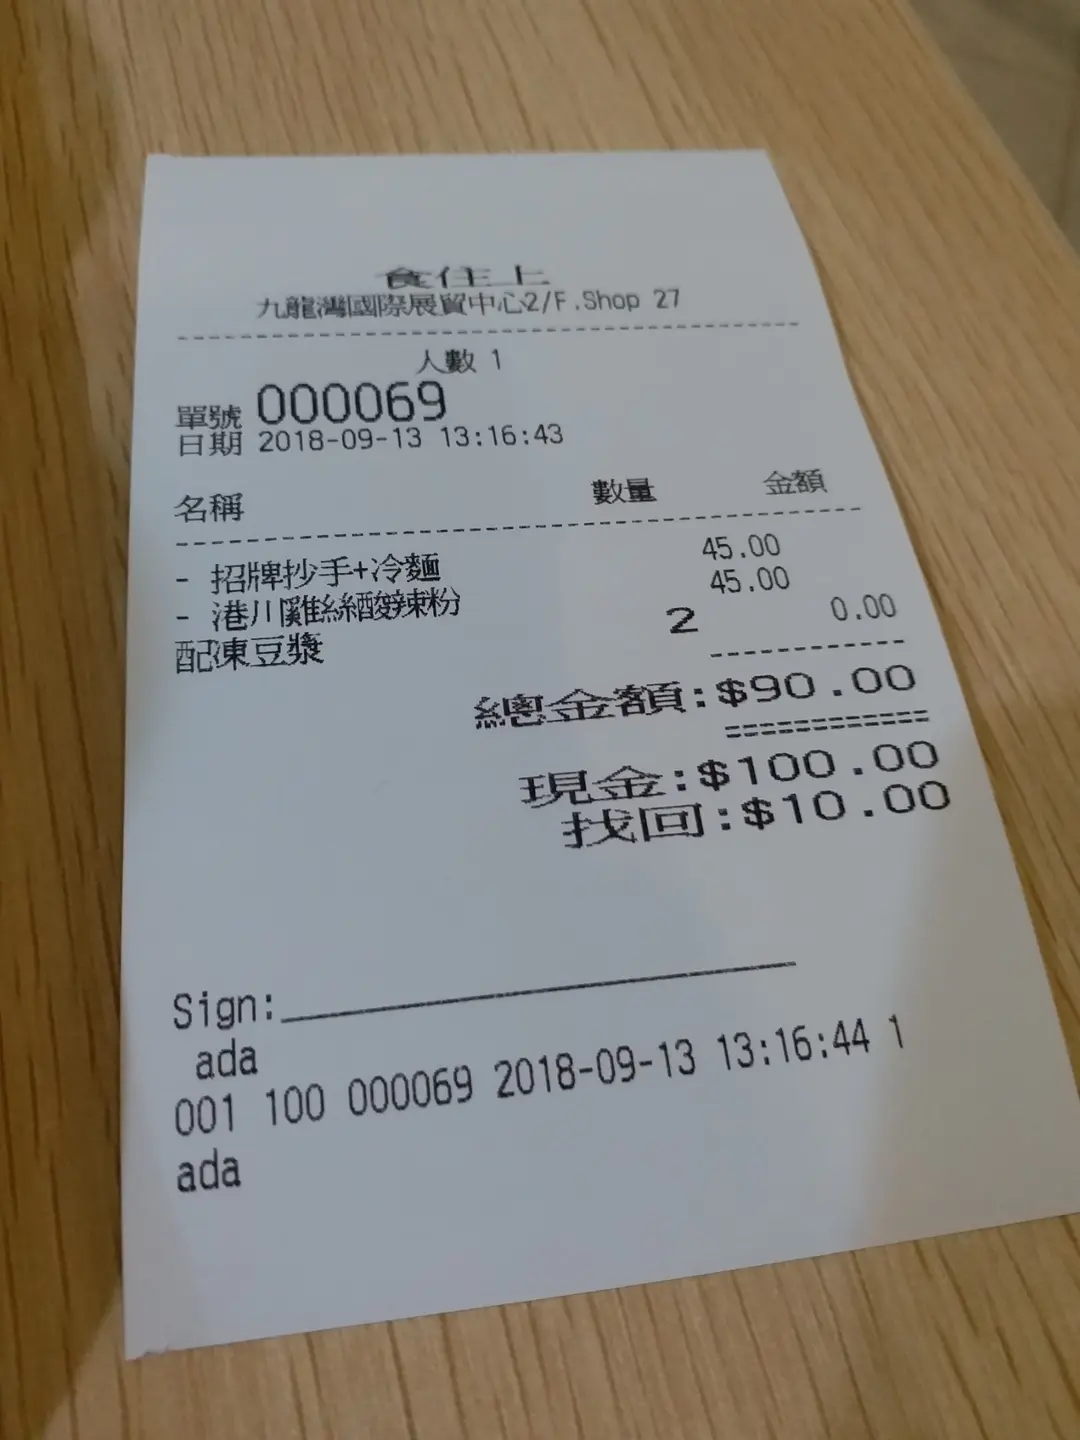 食住上
九龍灣國際展貿中心2/F.Shop 27
人數 1
單號 000069
日期 2018-09-13 13:16:43
名稱 數量 金額
- 招牌抄手+冷麵 45.00
- 港川雞絲酸辣粉 45.00
配凍豆漿 2 0.00
總金額:$90.00
現金:$100.00
找回:$10.00
Sign:
ada
001 100 000069 2018-09-13 13:16:44 1
ada